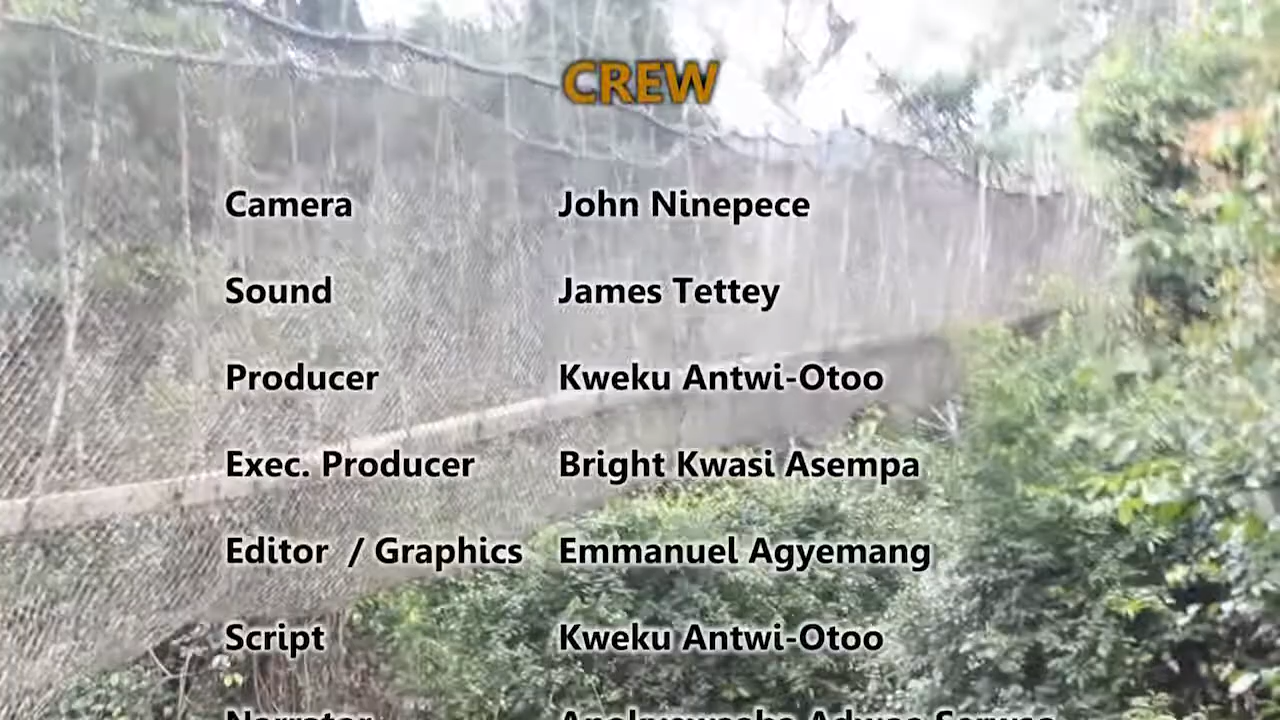 CREW
Camera John Ninepece
Sound James Tettey
Producer Kweku Antwi-Otoo
Exec. Producer Bright Kwasi Asempa
Editor / Graphics Emmanuel Agyemang
Script Kweku Antwi-Otoo
Narrator